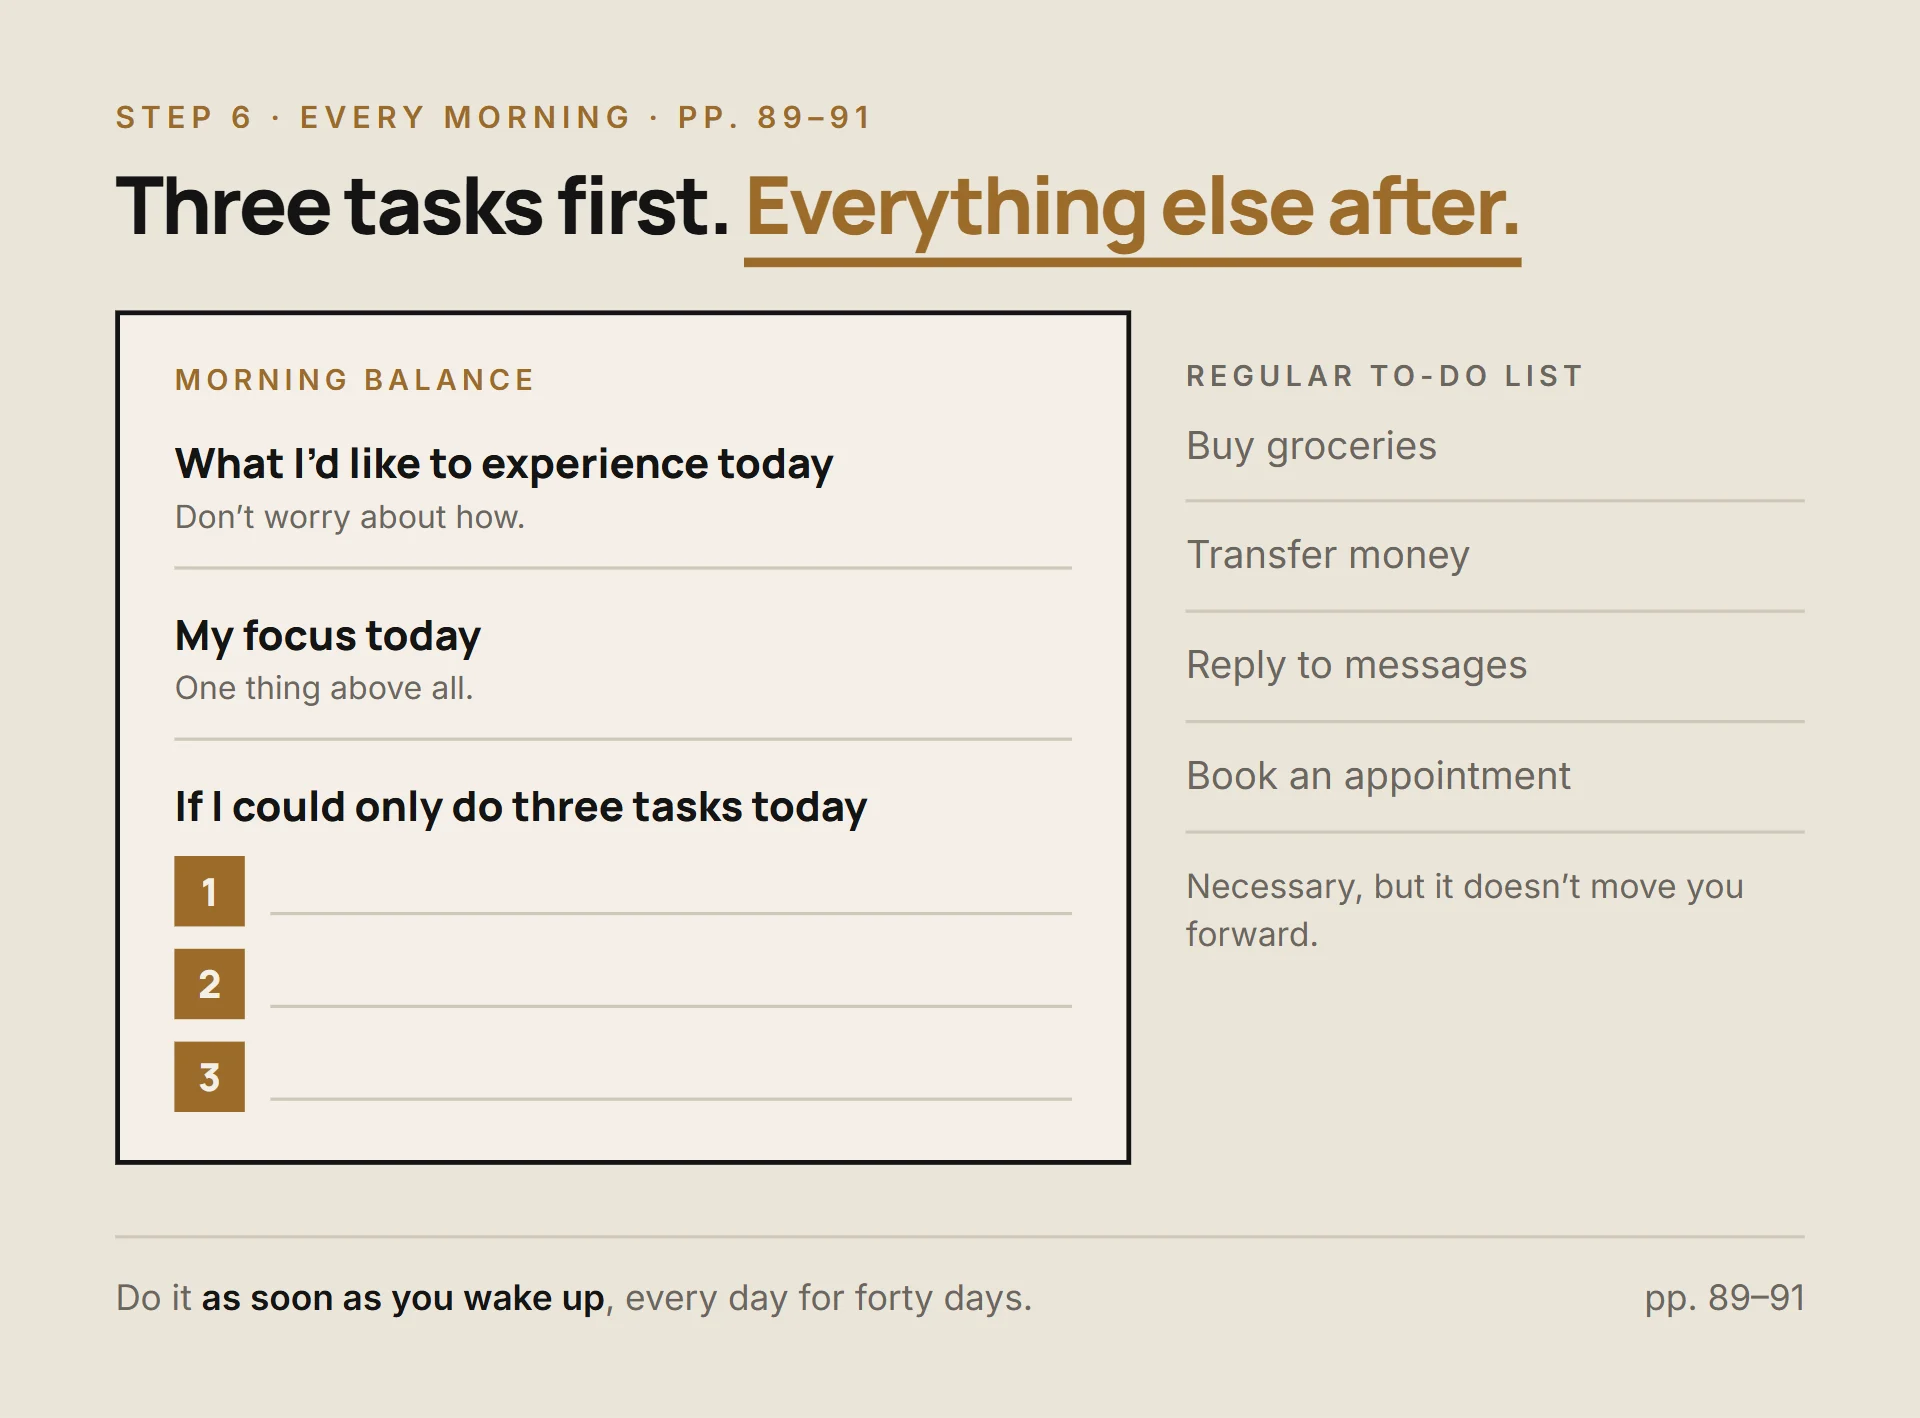 STEP 6 · EVERY MORNING · PP. 89–91
Three tasks first. Everything else after.
MORNING BALANCE
What I’d like to experience today
Don’t worry about how.
My focus today
One thing above all.
If I could only do three tasks today
1
2
3
REGULAR TO-DO LIST
Buy groceries
Transfer money
Reply to messages
Book an appointment
Necessary, but it doesn’t move you
forward.
Do it as soon as you wake up, every day for forty days.
pp. 89–91